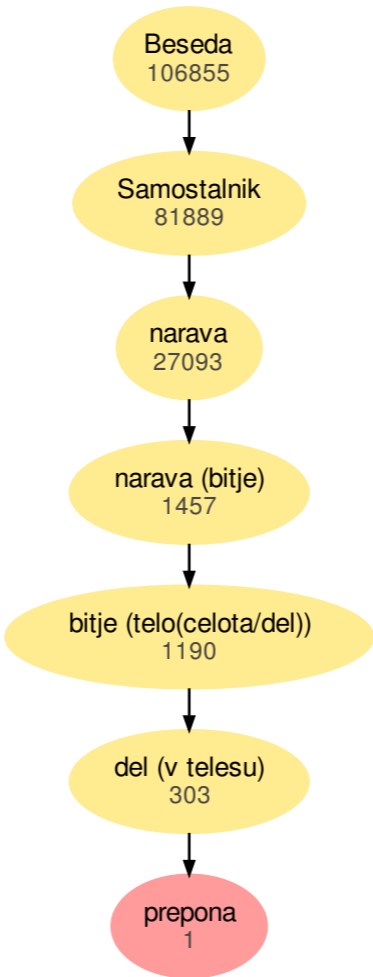 Beseda
106855
Samostalnik
81889
narava
27093
narava (bitje)
1457
bitje (telo(celota/del))
1190
del (v telesu)
303
prepona
1